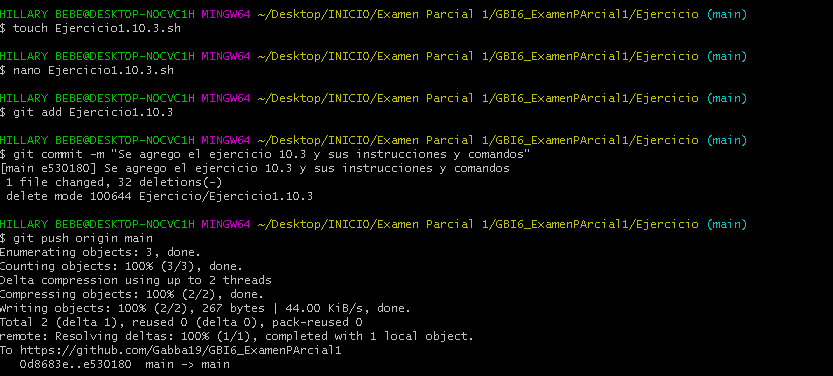 HILLARY BEBE@DESKTOP-NOCVC1H MINGW64 ~/Desktop/INICIO/Examen Parcial 1/GBI6_ExamenPArcial1/Ejercicio (main)
$ touch Ejercicio1.10.3.sh
HILLARY BEBE@DESKTOP-NOCVC1H MINGW64 ~/Desktop/INICIO/Examen Parcial 1/GBI6_ExamenPArcial1/Ejercicio (main)
$ nano Ejercicio1.10.3.sh
HILLARY BEBE@DESKTOP-NOCVC1H MINGW64 ~/Desktop/INICIO/Examen Parcial 1/GBI6_ExamenPArcial1/Ejercicio (main)
$ git add Ejercicio1.10.3
HILLARY BEBE@DESKTOP-NOCVC1H MINGW64 ~/Desktop/INICIO/Examen Parcial 1/GBI6_ExamenPArcial1/Ejercicio (main)
$ git commit -m "Se agrego el ejercicio 10.3 y sus instrucciones y comandos"
[main e530180] Se agrego el ejercicio 10.3 y sus instrucciones y comandos
1 file changed, 32 deletions(-)
delete mode 100644 Ejercicio/Ejercicio1.10.3
HILLARY BEBE@DESKTOP-NOCVC1H MINGW64 ~/Desktop/INICIO/Examen Parcial 1/GBI6_ExamenPArcial1/Ejercicio (main)
$ git push origin main
Enumerating objects: 3, done.
Counting objects: 100% (3/3), done.
Delta compression using up to 2 threads
Compressing objects: 100% (2/2), done.
Writing objects: 100% (2/2), 267 bytes | 44.00 KiB/s, done.
Total 2 (delta 1), reused 0 (delta 0), pack-reused 0
remote: Resolving deltas: 100% (1/1), completed with 1 local object.
To https://github.com/Gabba19/GBI6_ExamenPArcial1
0d8683e..e530180 main -> main